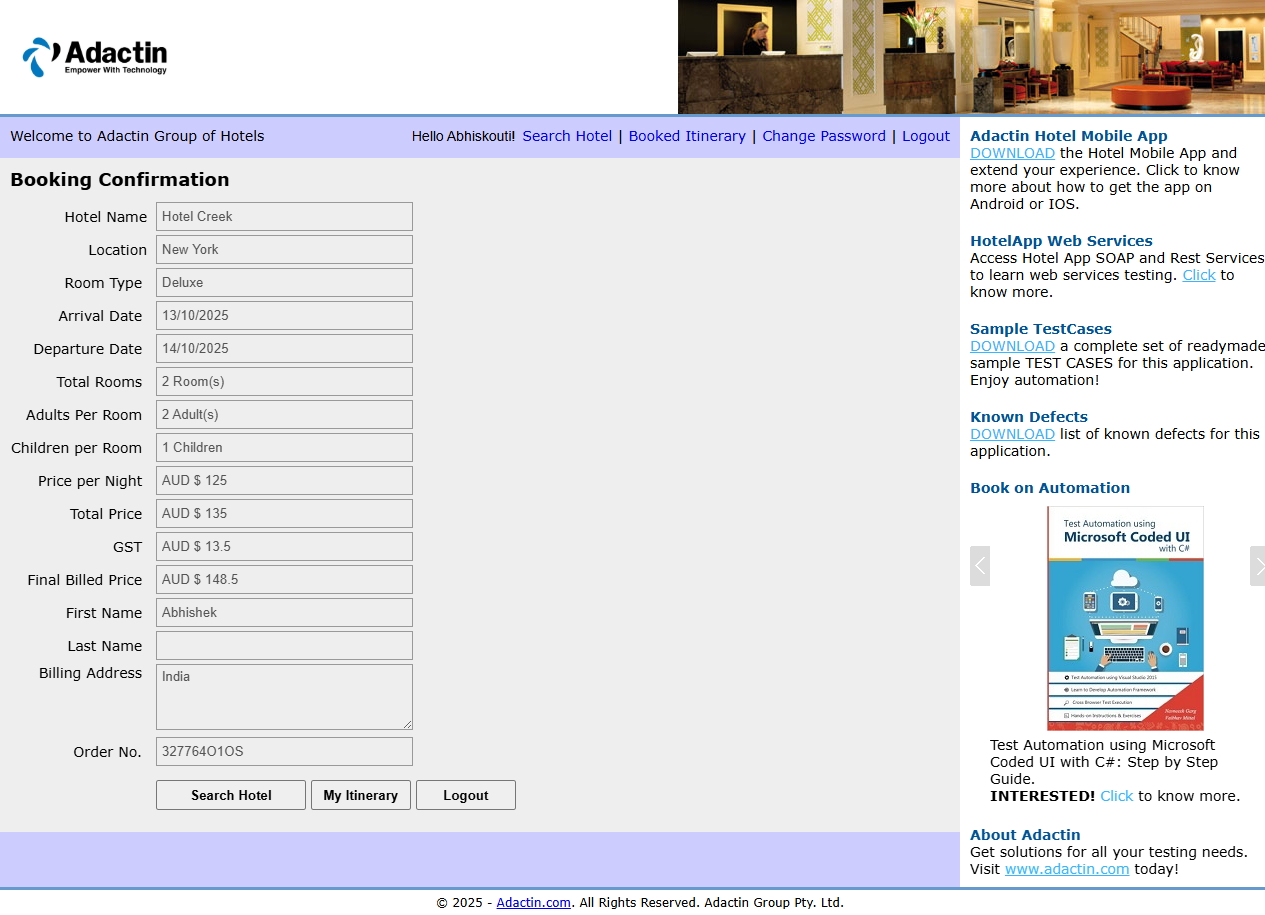 Adactin
Empower With Technology
Welcome to Adactin Group of Hotels
Hello Abhiskouti! Search Hotel | Booked Itinerary | Change Password | Logout
Booking Confirmation
Hotel Name Hotel Creek
Location New York
Room Type Deluxe
Arrival Date 13/10/2025
Departure Date 14/10/2025
Total Rooms 2 Room(s)
Adults Per Room 2 Adult(s)
Children per Room 1 Children
Price per Night AUD $ 125
Total Price AUD $ 135
GST AUD $ 13.5
Final Billed Price AUD $ 148.5
First Name Abhishek
Last Name
Billing Address India
Order No. 327764O1OS
Search Hotel My Itinerary Logout
Adactin Hotel Mobile App
DOWNLOAD the Hotel Mobile App and
extend your experience. Click to know
more about how to get the app on
Android or IOS.
HotelApp Web Services
Access Hotel App SOAP and Rest Services
to learn web services testing. Click to
know more.
Sample TestCases
DOWNLOAD a complete set of readymade
sample TEST CASES for this application.
Enjoy automation!
Known Defects
DOWNLOAD list of known defects for this
application.
Book on Automation
Test Automation using
Microsoft Coded UI
with C#
Test Automation using Visual Studio 2015
Learn to Develop Automation Framework
Cross Browser Test Execution
Hands-on Instructions & Exercises
Navneesh Garg
Vaibhav Mittal
Test Automation using Microsoft
Coded UI with C#: Step by Step
Guide.
INTERESTED! Click to know more.
About Adactin
Get solutions for all your testing needs.
Visit www.adactin.com today!
© 2025 - Adactin.com. All Rights Reserved. Adactin Group Pty. Ltd.